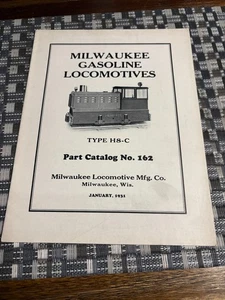 MILWAUKEE
GASOLINE
LOCOMOTIVES
TYPE H8-C
Part Catalog No. 162
Milwaukee Locomotive Mfg. Co.
Milwaukee, Wis.
JANUARY, 1931